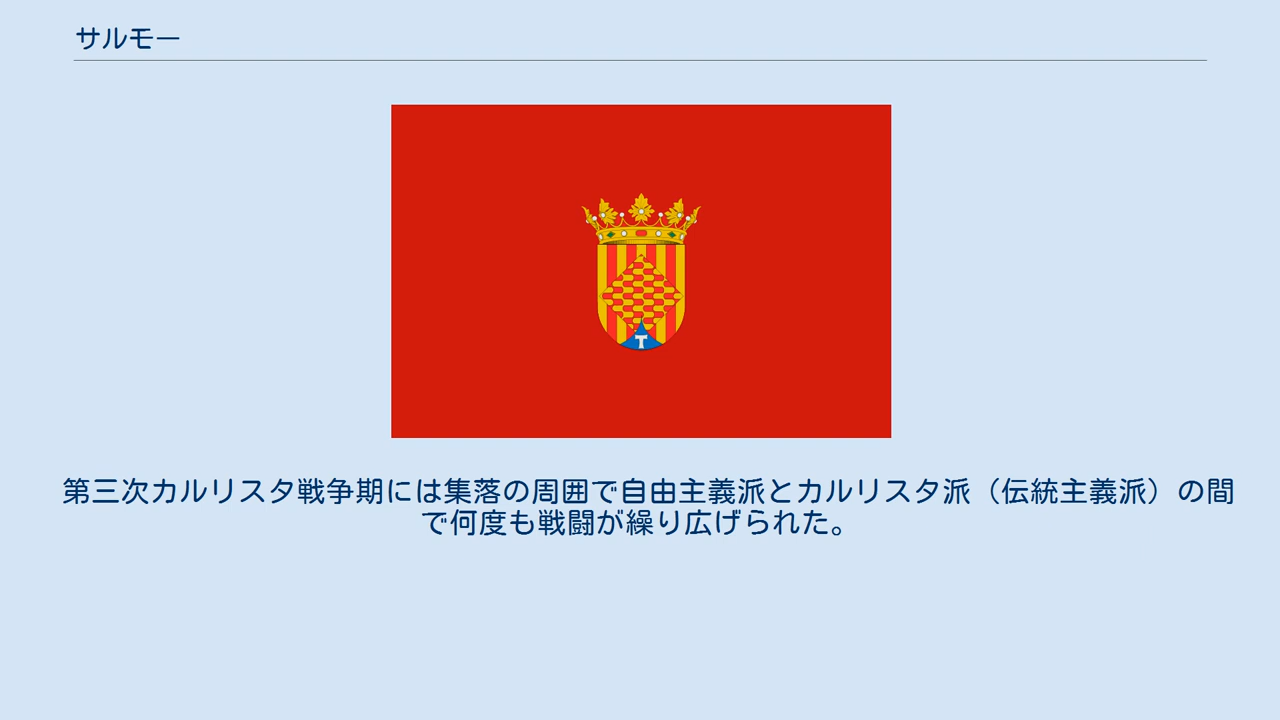 サルモー
第三次カルリスタ戦争期には集落の周囲で自由主義派とカルリスタ派（伝統主義派）の間
で何度も戦闘が繰り広げられた。
T